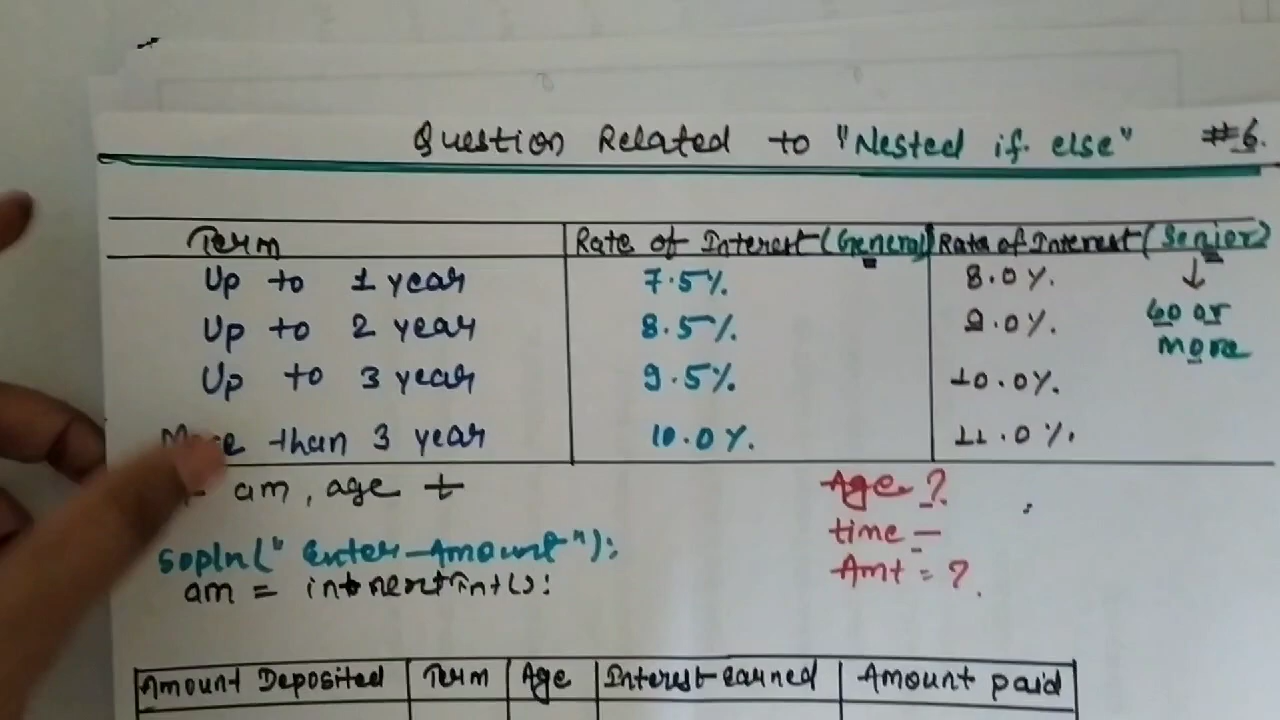 Question Related to "Nested if else" #6.
Term Rate of Interest (General) Rate of Interest (Senior)
Up to 1 year 7.5% 8.0%.
Up to 2 year 8.5% 9.0%. 60 or more
Up to 3 year 9.5% 10.0%.
More than 3 year 10.0%. 11.0%.
am, age t
Age ?
time –
sopln(" Enter Amount");
Amt = ?
am =
Amount Deposited Term Age Interest earned Amount paid